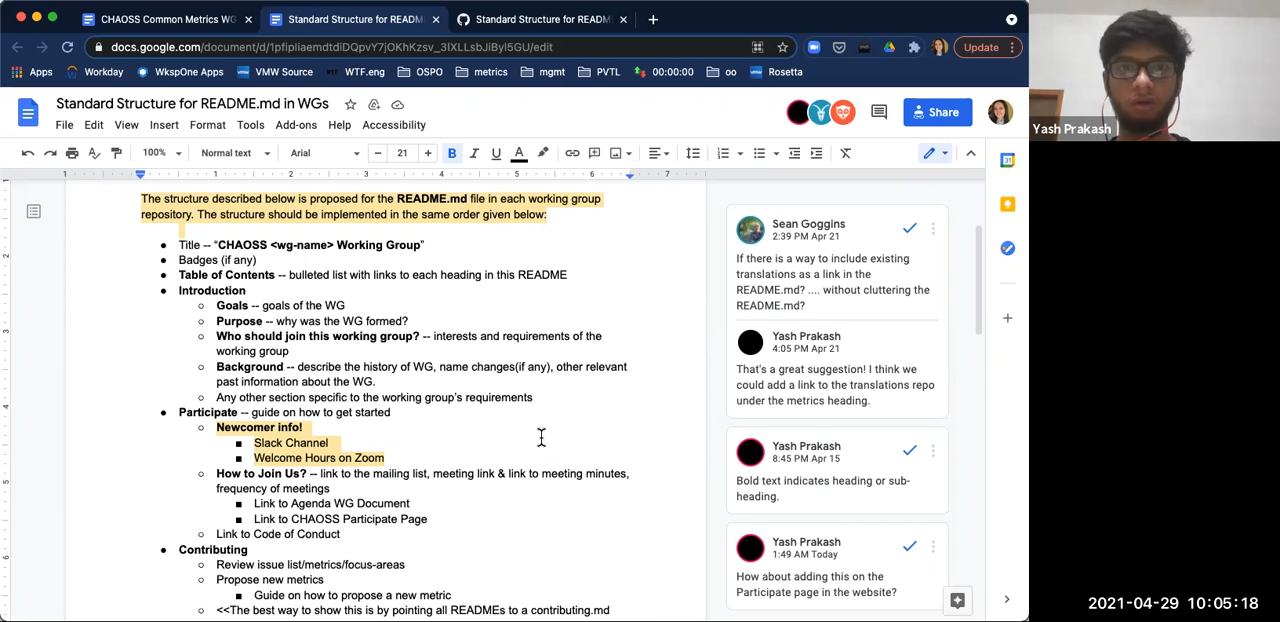 CHAOSS Common Metrics WG
Standard Structure for README
Standard Structure for README
docs.google.com/document/d/1pfipIiaemdtdiDQpvY7jOKhKzsv_3IXLLsbJiByl5GU/edit
Update
Apps
Workday
WkspOne Apps
VMW Source
WTF.eng
OSPO
metrics
mgmt
PVTL
00:00:00
oo
Rosetta
Standard Structure for README.md in WGs
File Edit View Insert Format Tools Add-ons Help Accessibility
Share
100% Normal text Arial 21
The structure described below is proposed for the README.md file in each working group
repository. The structure should be implemented in the same order given below:
Title -- “CHAOSS <wg-name> Working Group”
Badges (if any)
Table of Contents -- bulleted list with links to each heading in this README
Introduction
Goals -- goals of the WG
Purpose -- why was the WG formed?
Who should join this working group? -- interests and requirements of the
working group
Background -- describe the history of WG, name changes(if any), other relevant
past information about the WG.
Any other section specific to the working group's requirements
Participate -- guide on how to get started
Newcomer info!
Slack Channel
Welcome Hours on Zoom
How to Join Us? -- link to the mailing list, meeting link & link to meeting minutes,
frequency of meetings
Link to Agenda WG Document
Link to CHAOSS Participate Page
Link to Code of Conduct
Contributing
Review issue list/metrics/focus-areas
Propose new metrics
Guide on how to propose a new metric
<<The best way to show this is by pointing all READMEs to a contributing.md
Sean Goggins
2:39 PM Apr 21
If there is a way to include existing
translations as a link in the
README.md? .... without cluttering the
README.md?
Yash Prakash
4:05 PM Apr 21
That's a great suggestion! I think we
could add a link to the translations repo
under the metrics heading.
Yash Prakash
8:45 PM Apr 15
Bold text indicates heading or sub-
heading.
Yash Prakash
1:49 AM Today
How about adding this on the
Participate page in the website?
Yash Prakash
2021-04-29 10:05:18